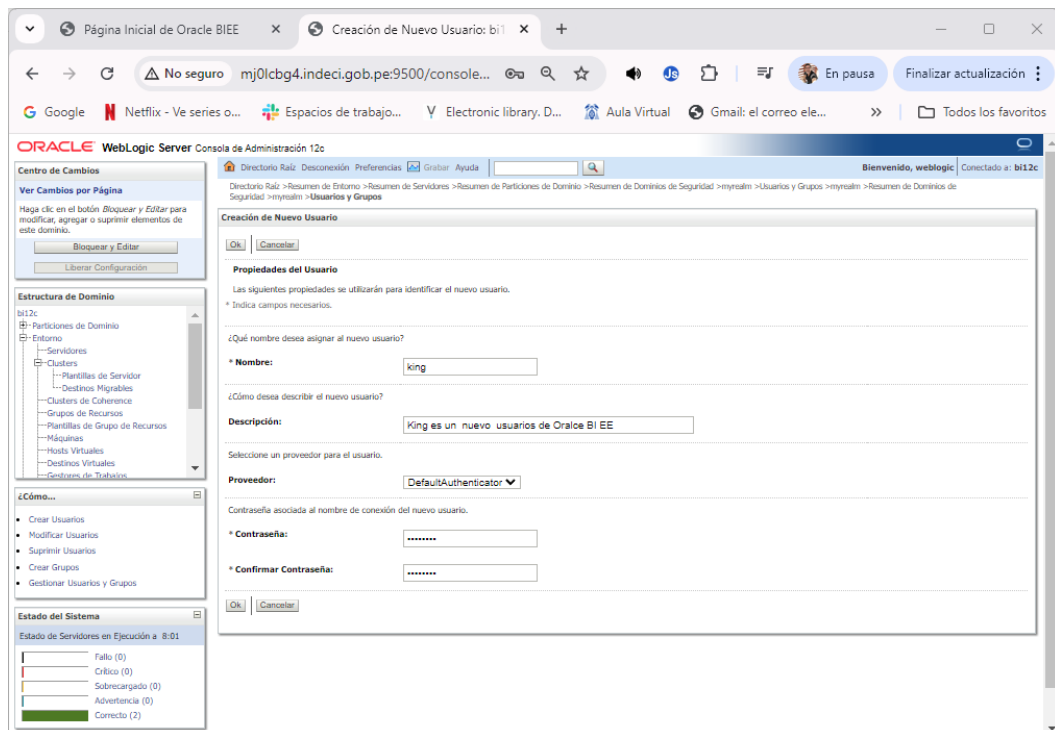 Página Inicial de Oracle BIEE
Creación de Nuevo Usuario: bi1
No seguro mj0lcbg4.indeci.gob.pe:9500/console...
Js
En pausa
Finalizar actualización
Google
Netflix - Ve series o...
Espacios de trabajo...
Electronic library. D...
Aula Virtual
Gmail: el correo ele...
Todos los favoritos
ORACLE WebLogic Server Consola de Administración 12c
Centro de Cambios
Ver Cambios por Página
Haga clic en el botón Bloquear y Editar para
modificar, agregar o suprimir elementos de
este dominio.
Bloquear y Editar
Liberar Configuración
Estructura de Dominio
bi12c
Particiones de Dominio
Entorno
Servidores
Clusters
Plantillas de Servidor
Destinos Migrables
Clusters de Coherence
Grupos de Recursos
Plantillas de Grupo de Recursos
Máquinas
Hosts Virtuales
Destinos Virtuales
Gestores de Trabajos
¿Cómo...
Crear Usuarios
Modificar Usuarios
Suprimir Usuarios
Crear Grupos
Gestionar Usuarios y Grupos
Estado del Sistema
Estado de Servidores en Ejecución a 8:01
Fallo (0)
Crítico (0)
Sobrecargado (0)
Advertencia (0)
Correcto (2)
Directorio Raíz Desconexión Preferencias Grabar Ayuda
Bienvenido, weblogic Conectado a: bi12c
Directorio Raíz >Resumen de Entorno >Resumen de Servidores >Resumen de Particiones de Dominio >Resumen de Dominios de Seguridad >myrealm >Usuarios y Grupos >myrealm >Resumen de Dominios de
Seguridad >myrealm >Usuarios y Grupos
Creación de Nuevo Usuario
Ok Cancelar
Propiedades del Usuario
Las siguientes propiedades se utilizarán para identificar el nuevo usuario.
* Indica campos necesarios.
¿Qué nombre desea asignar al nuevo usuario?
* Nombre: king
¿Cómo desea describir el nuevo usuario?
Descripción: King es un nuevo usuarios de Oralce BI EE
Seleccione un proveedor para el usuario.
Proveedor: DefaultAuthenticator
Contraseña asociada al nombre de conexión del nuevo usuario.
* Contraseña: ••••••••
* Confirmar Contraseña: ••••••••
Ok Cancelar